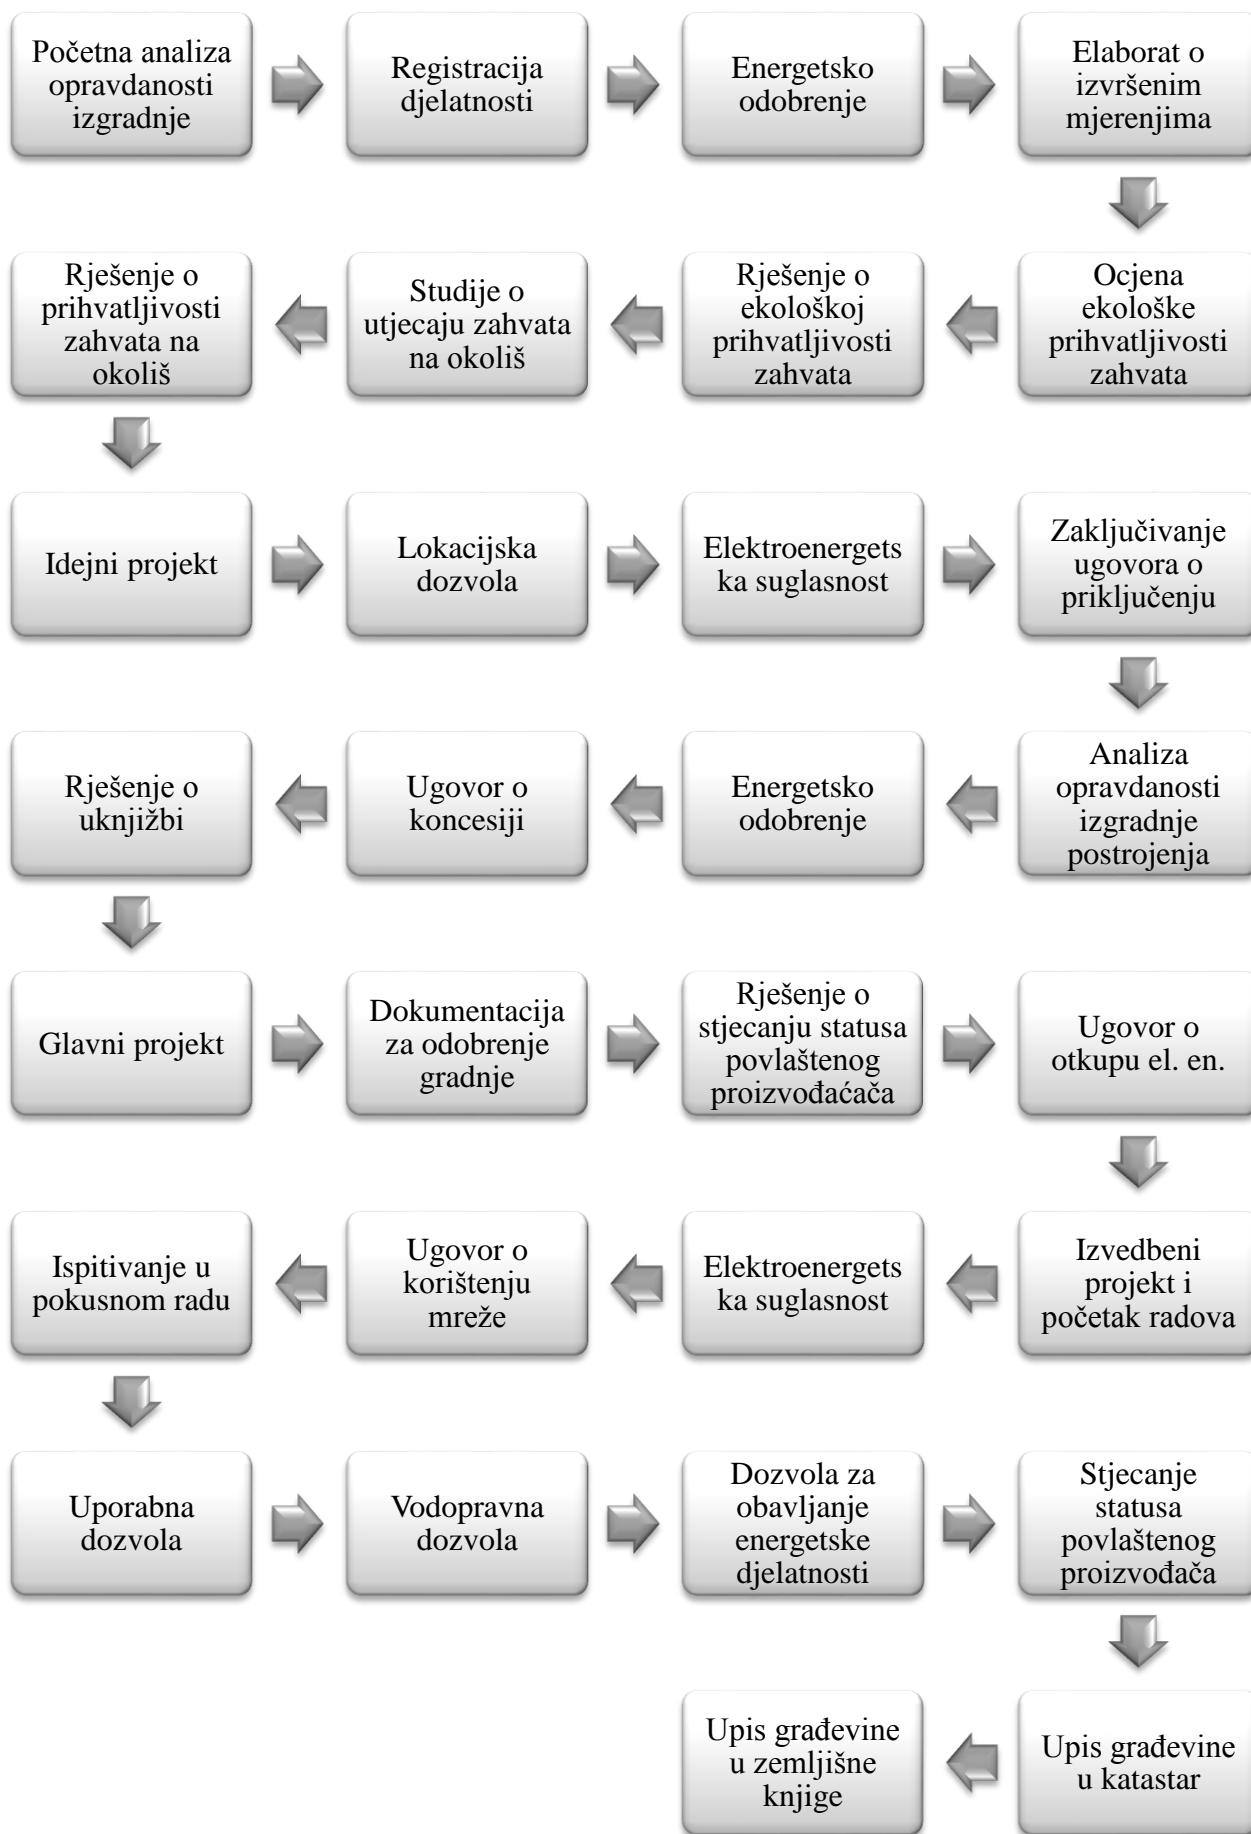 Početna analiza
opravdanosti
izgradnje
Registracija
djelatnosti
Energetsko
odobrenje
Elaborat o
izvršenim
mjerenjima
Ocjena
ekološke
prihvatljivosti
zahvata
Rješenje o
ekološkoj
prihvatljivosti
zahvata
Studije o
utjecaju zahvata
na okoliš
Rješenje o
prihvatljivosti
zahvata na
okoliš
Idejni projekt
Lokacijska
dozvola
Elektroenergets
ka suglasnost
Zaključivanje
ugovora o
priključenju
Analiza
opravdanosti
izgradnje
postrojenja
Energetsko
odobrenje
Ugovor o
koncesiji
Rješenje o
uknjižbi
Glavni projekt
Dokumentacija
za odobrenje
gradnje
Rješenje o
stjecanju statusa
povlaštenog
proizvođaćača
Ugovor o
otkupu el. en.
Izvedbeni
projekt i
početak radova
Elektroenergets
ka suglasnost
Ugovor o
korištenju
mreže
Ispitivanje u
pokusnom radu
Uporabna
dozvola
Vodopravna
dozvola
Dozvola za
obavljanje
energetske
djelatnosti
Stjecanje
statusa
povlaštenog
proizvođača
Upis građevine
u katastar
Upis građevine
u zemljišne
knjige